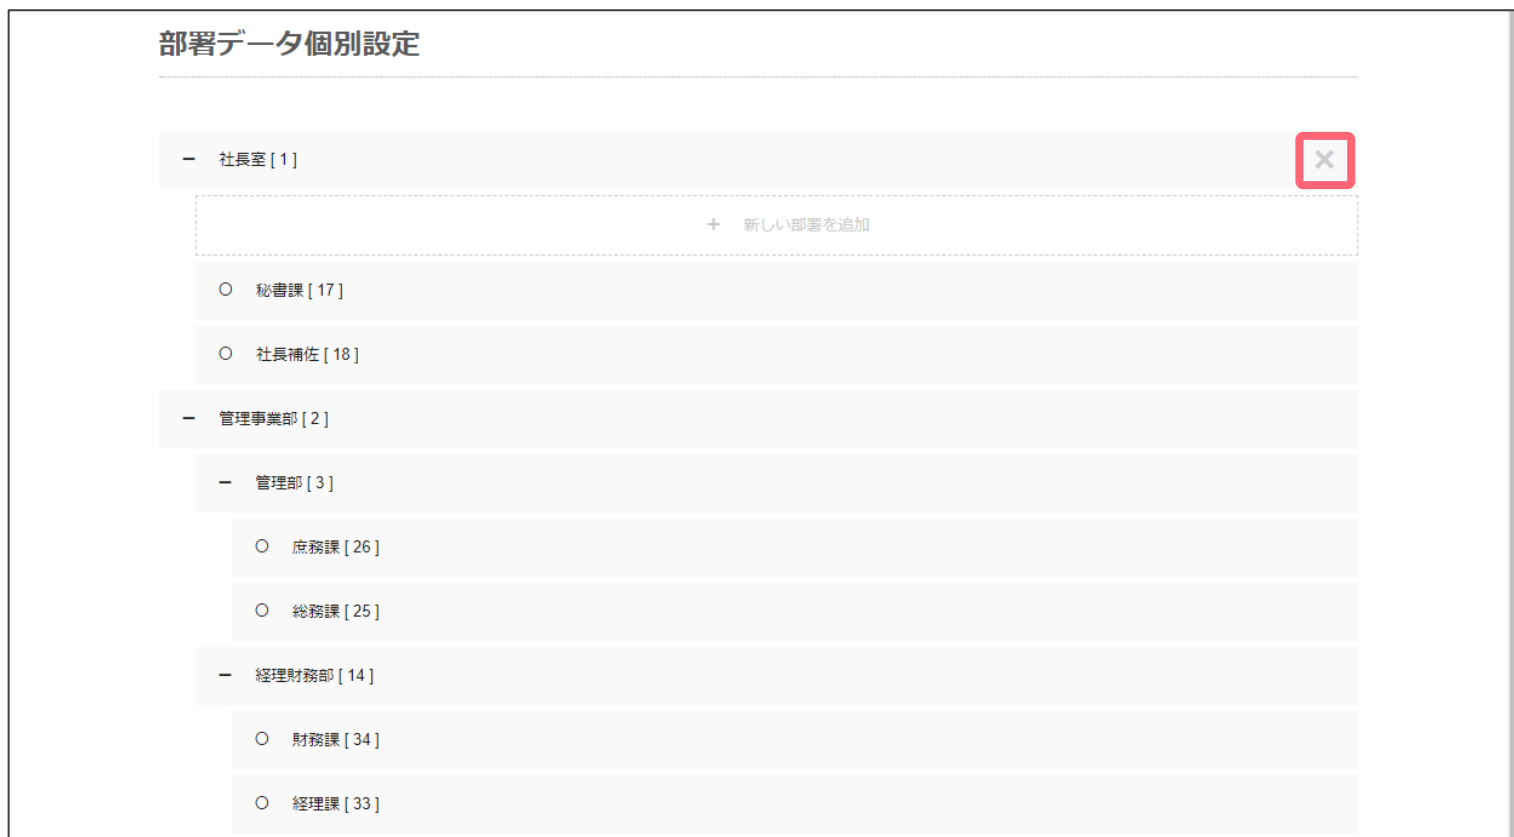 部署データ個別設定
− 社長室 [ 1 ] ×
+ 新しい部署を追加
○ 秘書課 [ 17 ]
○ 社長補佐 [ 18 ]
− 管理事業部 [ 2 ]
− 管理部 [ 3 ]
○ 庶務課 [ 26 ]
○ 総務課 [ 25 ]
− 経理財務部 [ 14 ]
○ 財務課 [ 34 ]
○ 経理課 [ 33 ]